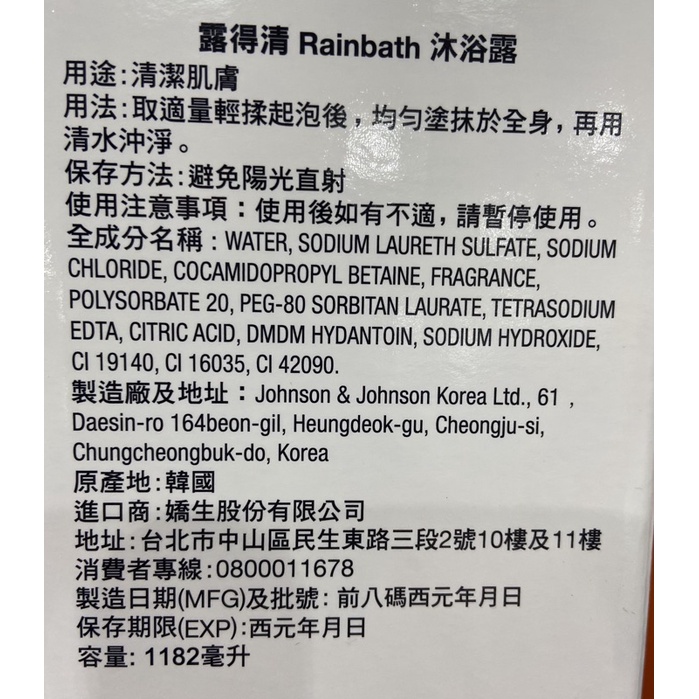 露得清 Rainbath 沐浴露
用途:清潔肌膚
用法:取適量輕揉起泡後，均勻塗抹於全身，再用
清水沖淨。
保存方法:避免陽光直射
使用注意事項：使用後如有不適，請暫停使用。
全成分名稱：WATER, SODIUM LAURETH SULFATE, SODIUM
CHLORIDE, COCAMIDOPROPYL BETAINE, FRAGRANCE,
POLYSORBATE 20, PEG-80 SORBITAN LAURATE, TETRASODIUM
EDTA, CITRIC ACID, DMDM HYDANTOIN, SODIUM HYDROXIDE,
CI 19140, CI 16035, CI 42090.
製造廠及地址：Johnson & Johnson Korea Ltd., 61，
Daesin-ro 164beon-gil, Heungdeok-gu, Cheongju-si,
Chungcheongbuk-do, Korea
原產地:韓國
進口商:嬌生股份有限公司
地址:台北市中山區民生東路三段2號10樓及11樓
消費者專線:0800011678
製造日期(MFG)及批號: 前八碼西元年月日
保存期限(EXP):西元年月日
容量: 1182毫升